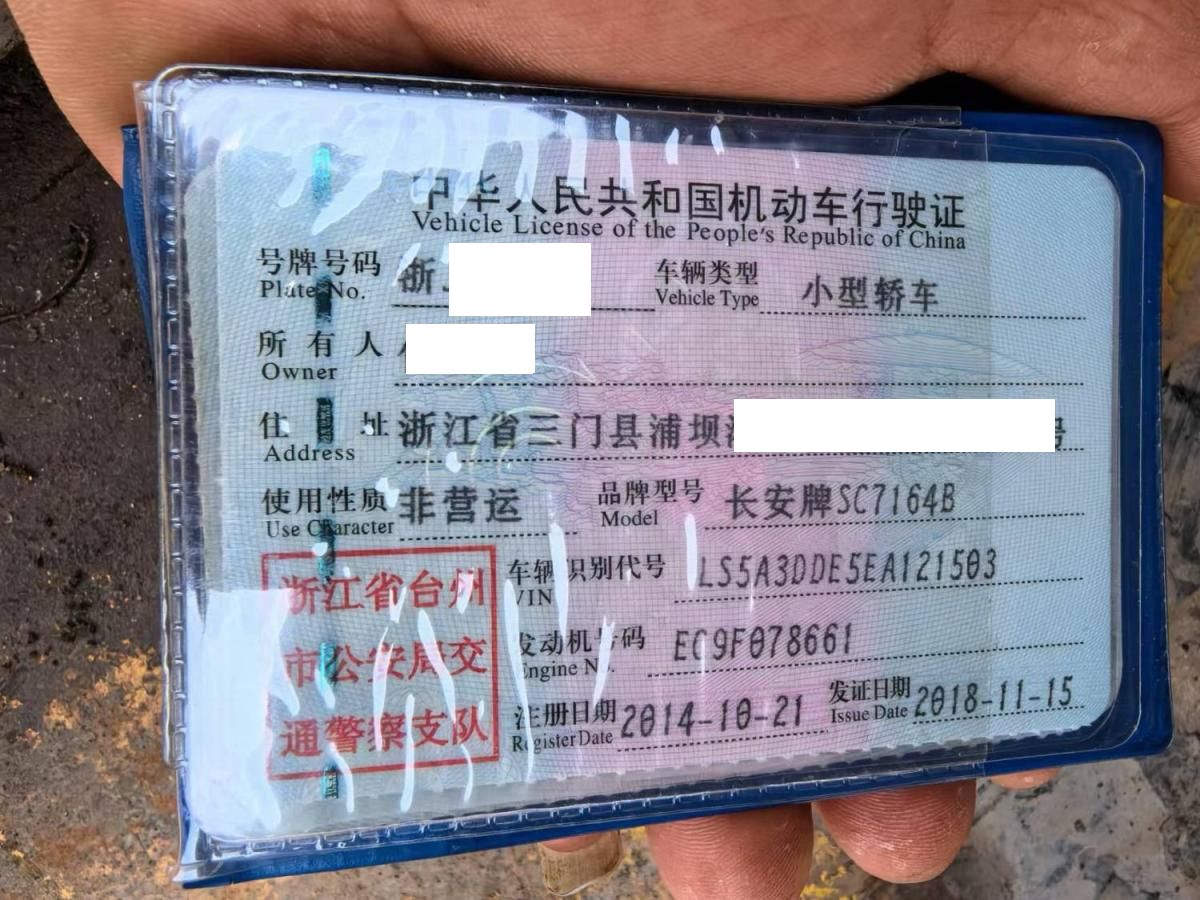 中华人民共和国机动车行驶证
Vehicle License of the People's Republic of China
号牌号码 浙 车辆类型 小型轿车
Plate No. Vehicle Type
所有人
Owner
住址 浙江省三门县浦坝 号
Address
使用性质 非营运 品牌型号 长安牌SC7164B
Use Character Model
浙江省台州
市公安局交
通警察支队
车辆识别代号 LS5A3DDE5EA121503
VIN
发动机号码 EC9F078661
Engine No.
注册日期 2014-10-21 发证日期 2018-11-15
Register Date Issue Date